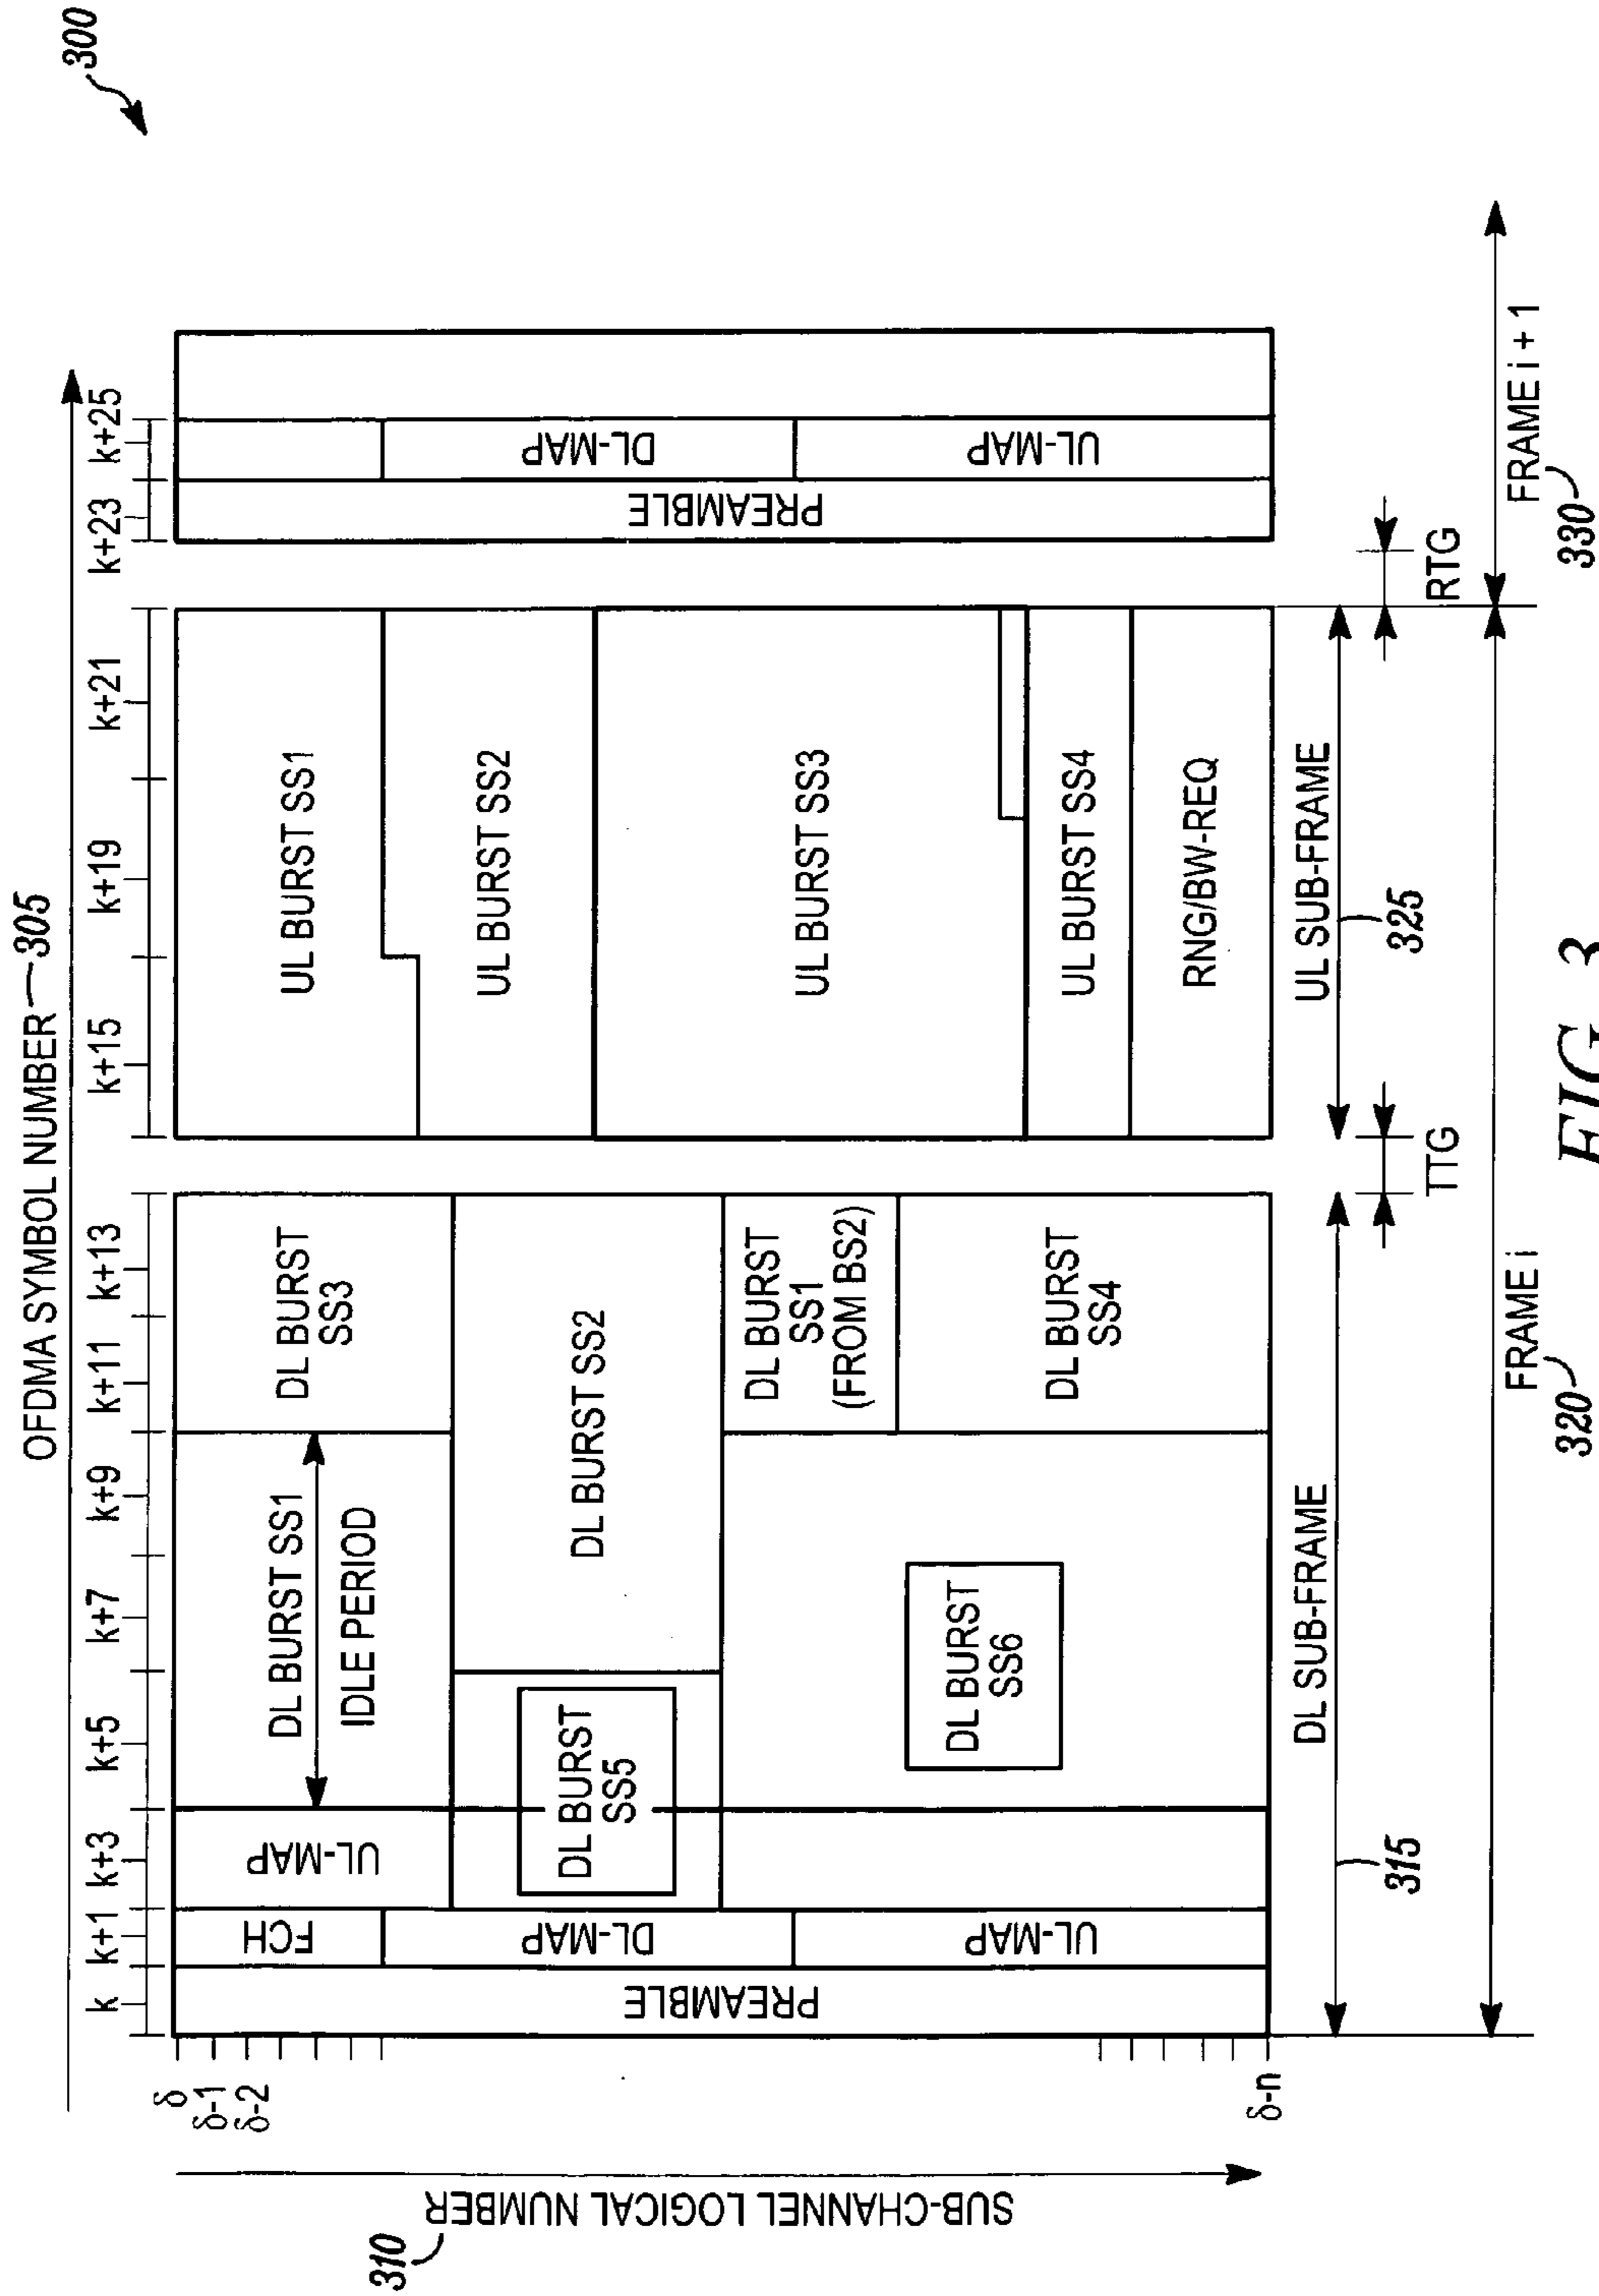 300
OFDMA SYMBOL NUMBER 305
k k+1 k+3 k+5 k+7 k+9 k+11 k+13 k+15 k+19 k+21 k+23 k+25
δ
δ-1
δ-2
δ-n
SUB-CHANNEL LOGICAL NUMBER
310
PREAMBLE
FCH
DL-MAP
UL-MAP
UL-MAP
DL BURST SS1
IDLE PERIOD
DL BURST
SS3
DL BURST
SS5
DL BURST SS2
DL BURST
SS6
DL BURST
SS1
(FROM BS2)
DL BURST
SS4
UL BURST SS1
UL BURST SS2
UL BURST SS3
UL BURST SS4
RNG/BW-REQ
PREAMBLE
DL-MAP
UL-MAP
DL SUB-FRAME
315
UL SUB-FRAME
325
TTG
RTG
FRAME i
320
FRAME i + 1
330
FIG. 3